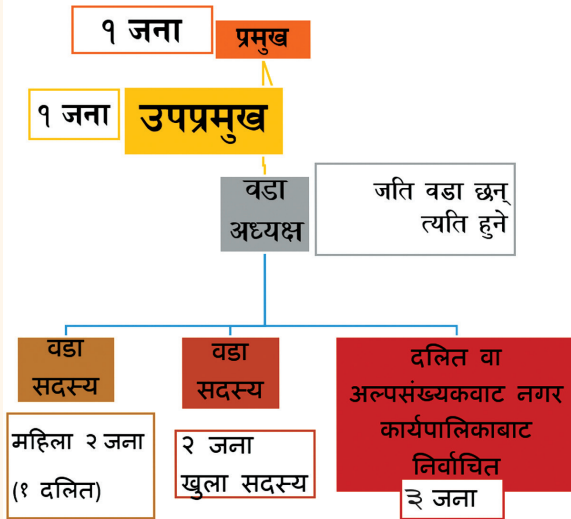 १ जना
प्रमुख
१ जना
उपप्रमुख
वडा
अध्यक्ष
जति वडा छन्
त्यति हुने
वडा
सदस्य
महिला २ जना
(१ दलित)
वडा
सदस्य
२ जना
खुला सदस्य
दलित वा
अल्पसंख्यकवाट नगर
कार्यपालिकाबाट
निर्वाचित
३ जना